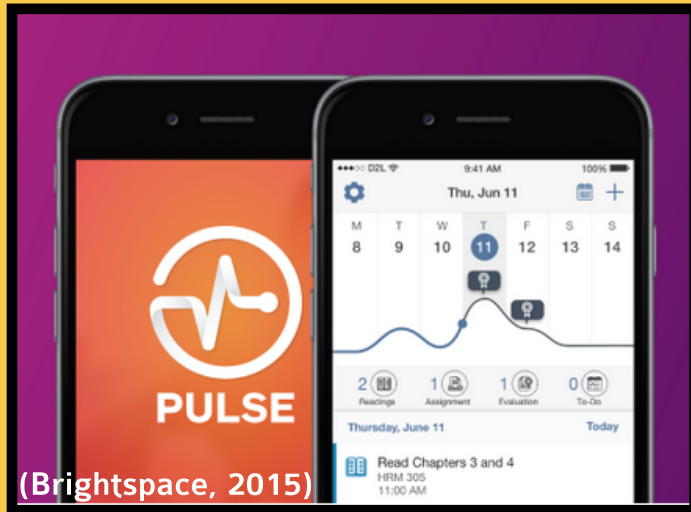 D2L 9:41 AM 100%
Thu, Jun 11
M T W T F S S
8 9 10 11 12 13 14
2 1 1 0
Readings Assignment Evaluation To-Do
Thursday, June 11 Today
Read Chapters 3 and 4
HRM 305
11:00 AM
PULSE
(Brightspace, 2015)